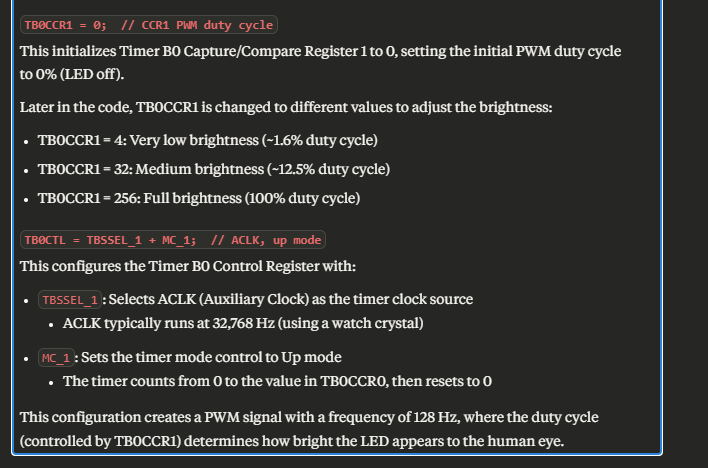 TB0CCR1 = 0;  // CCR1 PWM duty cycle
This initializes Timer B0 Capture/Compare Register 1 to 0, setting the initial PWM duty cycle
to 0% (LED off).
Later in the code, TB0CCR1 is changed to different values to adjust the brightness:
• TB0CCR1 = 4: Very low brightness (~1.6% duty cycle)
• TB0CCR1 = 32: Medium brightness (~12.5% duty cycle)
• TB0CCR1 = 256: Full brightness (100% duty cycle)
TB0CTL = TBSSEL_1 + MC_1;  // ACLK, up mode
This configures the Timer B0 Control Register with:
• TBSSEL_1: Selects ACLK (Auxiliary Clock) as the timer clock source
• ACLK typically runs at 32,768 Hz (using a watch crystal)
• MC_1: Sets the timer mode control to Up mode
• The timer counts from 0 to the value in TB0CCR0, then resets to 0
This configuration creates a PWM signal with a frequency of 128 Hz, where the duty cycle
(controlled by TB0CCR1) determines how bright the LED appears to the human eye.